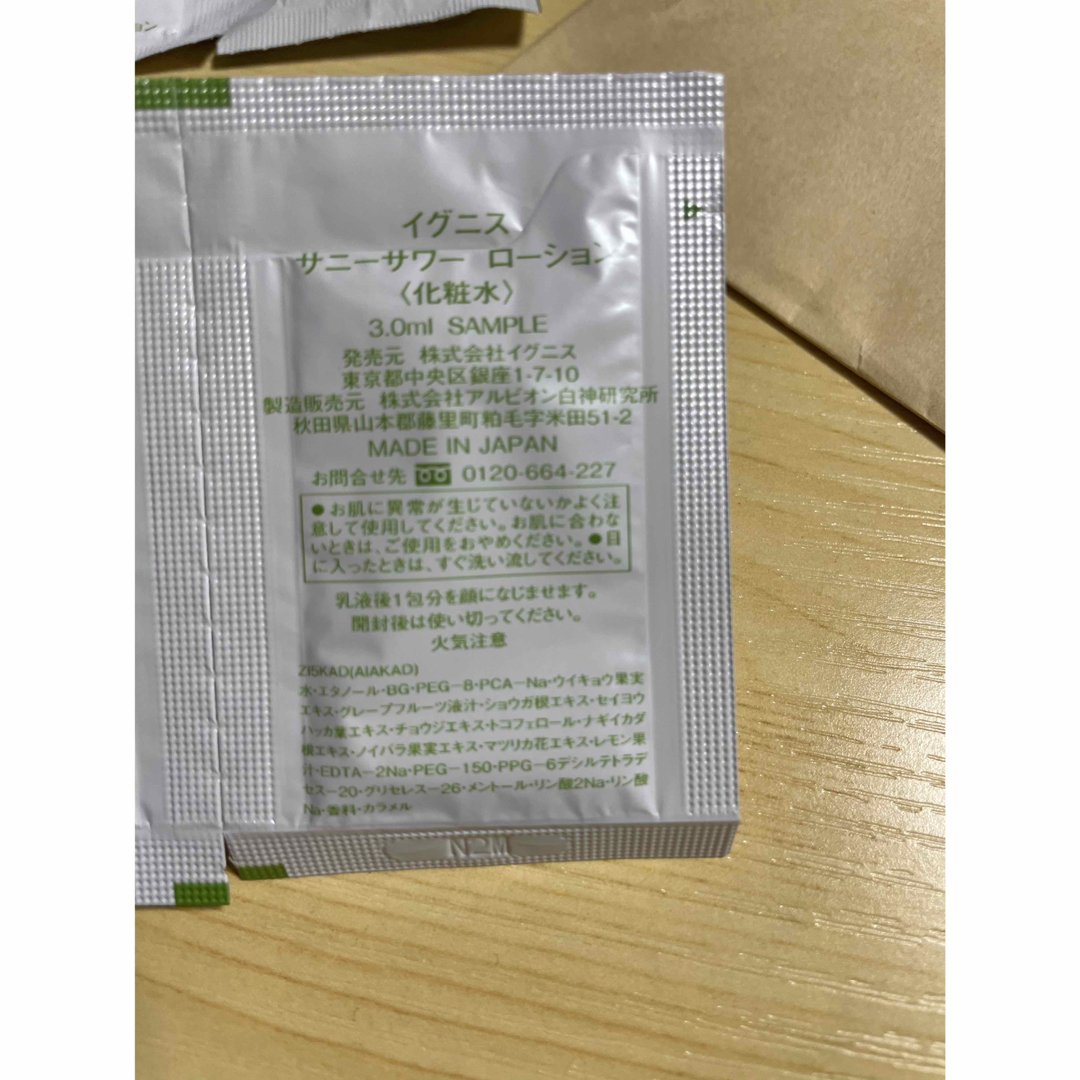 ョン
イグニス
サニーサワー ローション
〈化粧水〉
3.0ml SAMPLE
発売元 株式会社イグニス
東京都中央区銀座1-7-10
製造販売元 株式会社アルビオン白神研究所
秋田県山本郡藤里町粕毛字米田51-2
MADE IN JAPAN
お問合せ先 0120-664-227
●お肌に異常が生じていないかよく注
意して使用してください。お肌に合わな
いときは、ご使用をおやめください。●目
に入ったときは、すぐ洗い流してください。
乳液後1包分を顔になじませます。
開封後は使い切ってください。
火気注意
ZI5KAD(AIAKAD)
水・エタノール・BG・PEG−8・PCA−Na・ウイキョウ果実
エキス・グレープフルーツ液汁・ショウガ根エキス・セイヨウ
ハッカ葉エキス・チョウジエキス・トコフェロール・ナギイカダ
根エキス・ノイバラ果実エキス・マツリカ花エキス・レモン果
汁・EDTA−2Na・PEG−150・PPG−6デシルテトラデ
セス−20・グリセレス−26・メントール・リン酸2Na・リン酸
Na・香料・カラメル
N2M